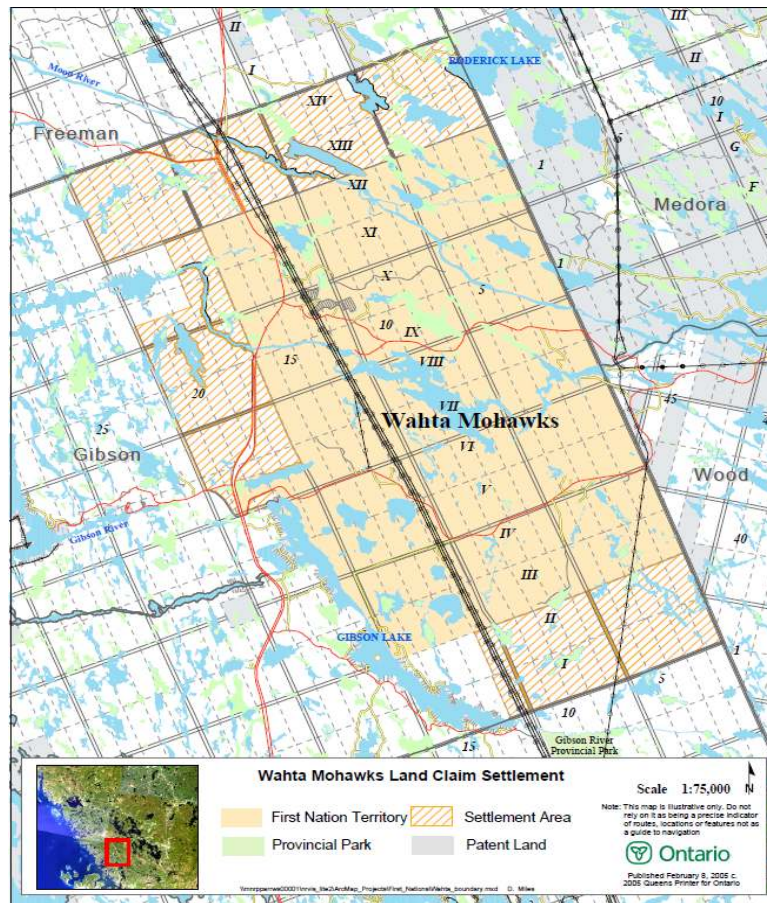 II
III
I
RODERICK LAKE
II
Moon River
XIV
10
5
I
Freeman
XIII
G
1
XII
F
Medora
XI
1
X
5
10
IX
15
VIII
20
VII
45
Wahta Mohawks
25
VI
Gibson
V
Wood
Gibson River
IV
40
III
II
GIBSON LAKE
1
I
5
10
15
Gibson River
Provincial Park
Wahta Mohawks Land Claim Settlement
First Nation Territory
Settlement Area
Provincial Park
Patent Land
Scale 1:75,000
N
Note: This map is illustrative only. Do not
rely on it as being a precise indicator
of routes, locations or features not as
a guide to navigation
Ontario
Published February 8, 2005 c.
2005 Queens Printer for Ontario
D. Miles